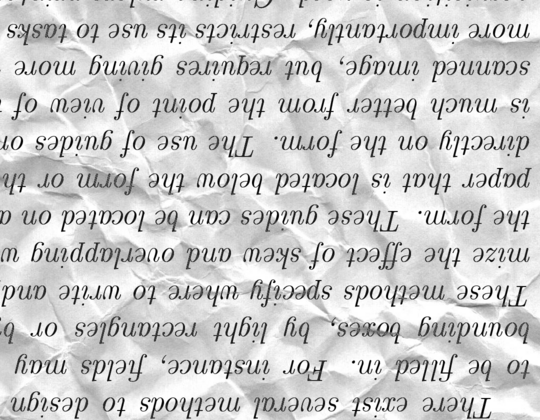 There exist several methods to design
to be filled in. For instance, fields may
bounding boxes, by light rectangles or b
These methods specify where to write and
mize the effect of skew and overlapping w
the form. These guides can be located on a
paper that is located below the form or th
directly on the form. The use of guides on
is much better from the point of view of
scanned image, but requires giving more
more importantly, restricts its use to tasks